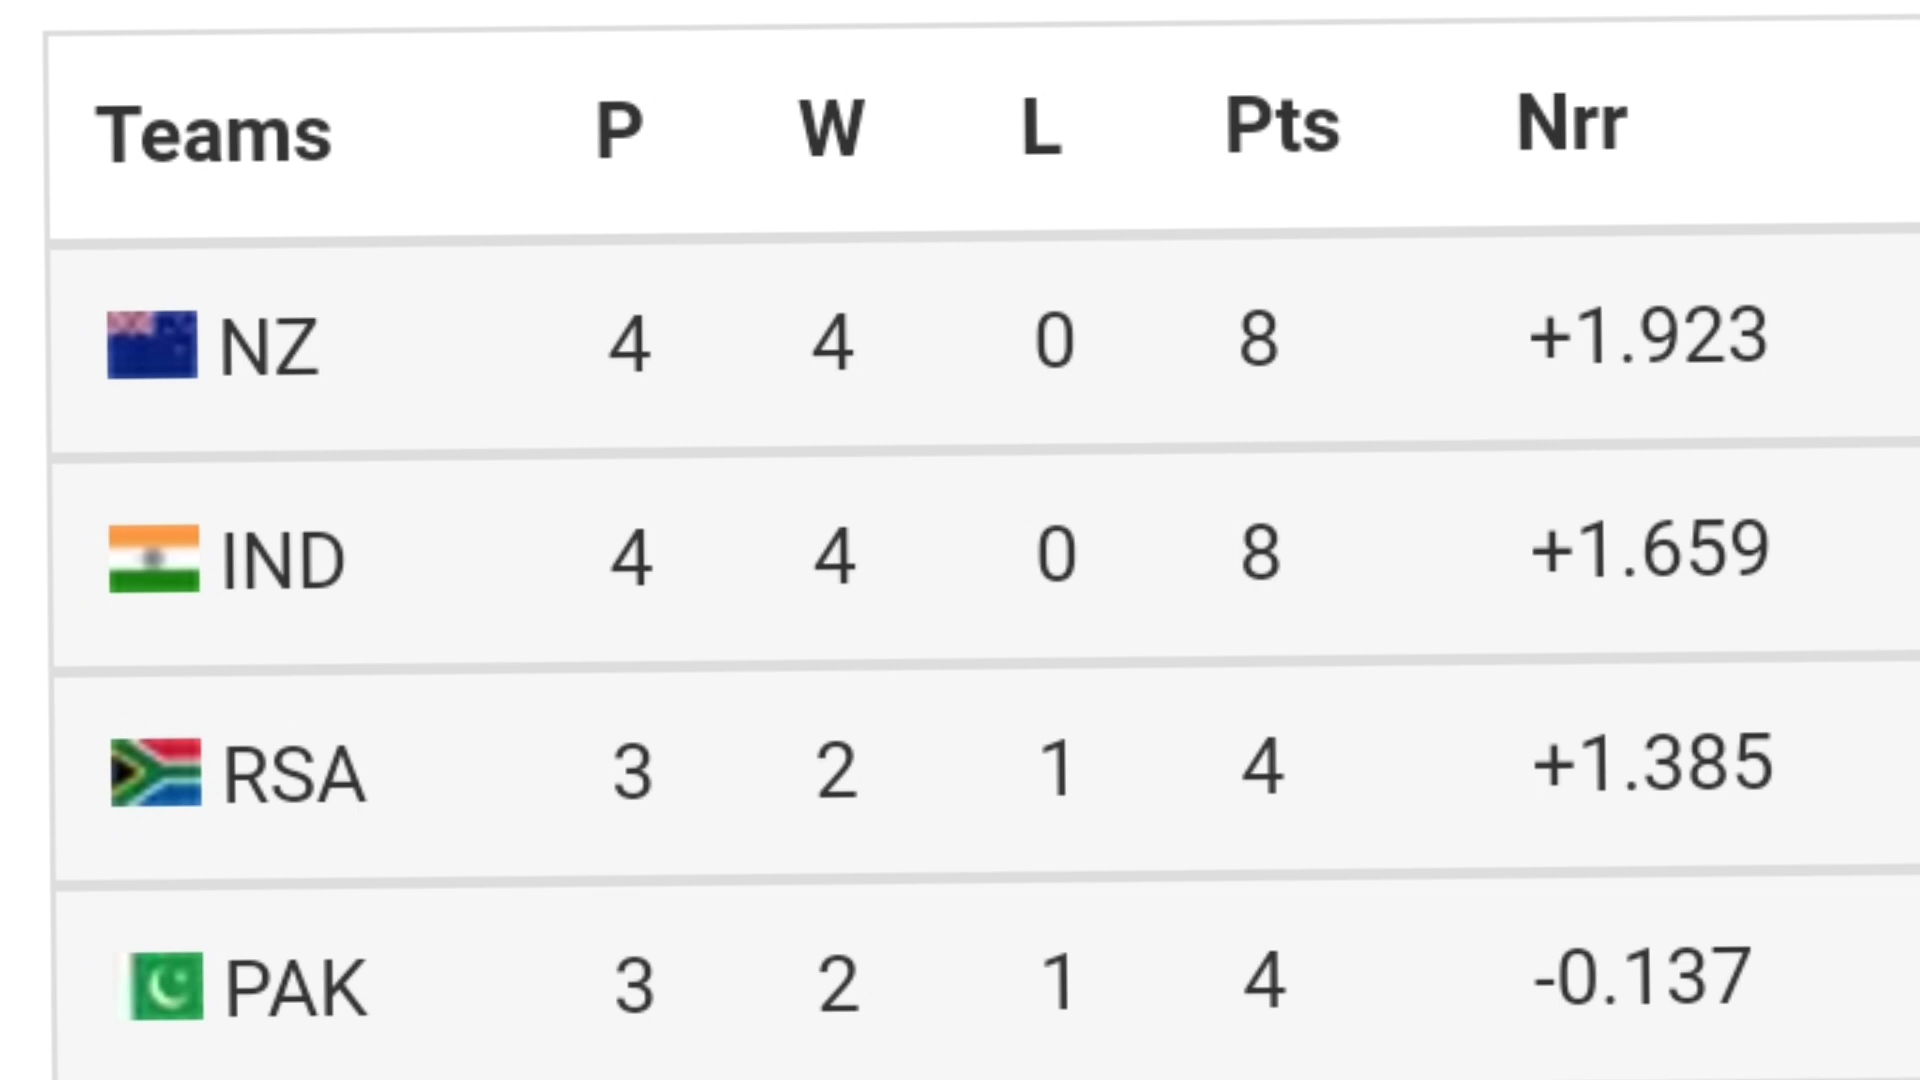 Teams P W L Pts Nrr
NZ 4 4 0 8 +1.923
IND 4 4 0 8 +1.659
RSA 3 2 1 4 +1.385
PAK 3 2 1 4 -0.137